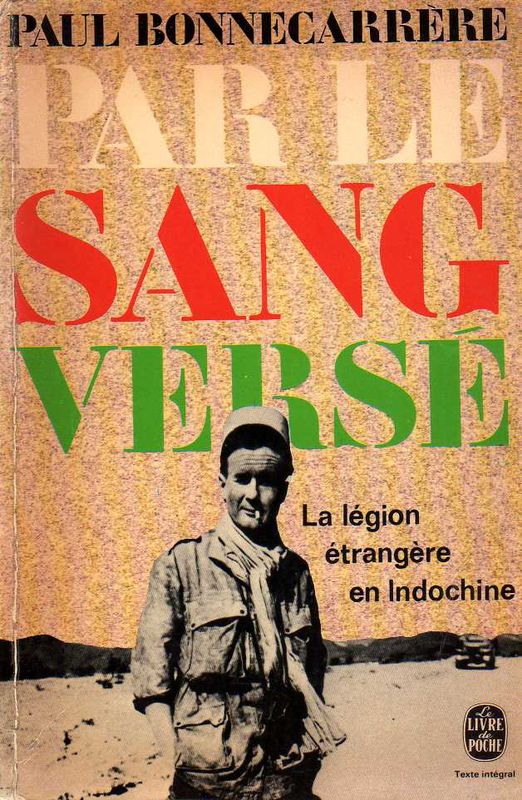 PAUL BONNECARRÈRE
PAR LE
SANG
VERSÉ
La légion
étrangère
en Indochine
Le
LIVRE
de
POCHE
Texte intégral